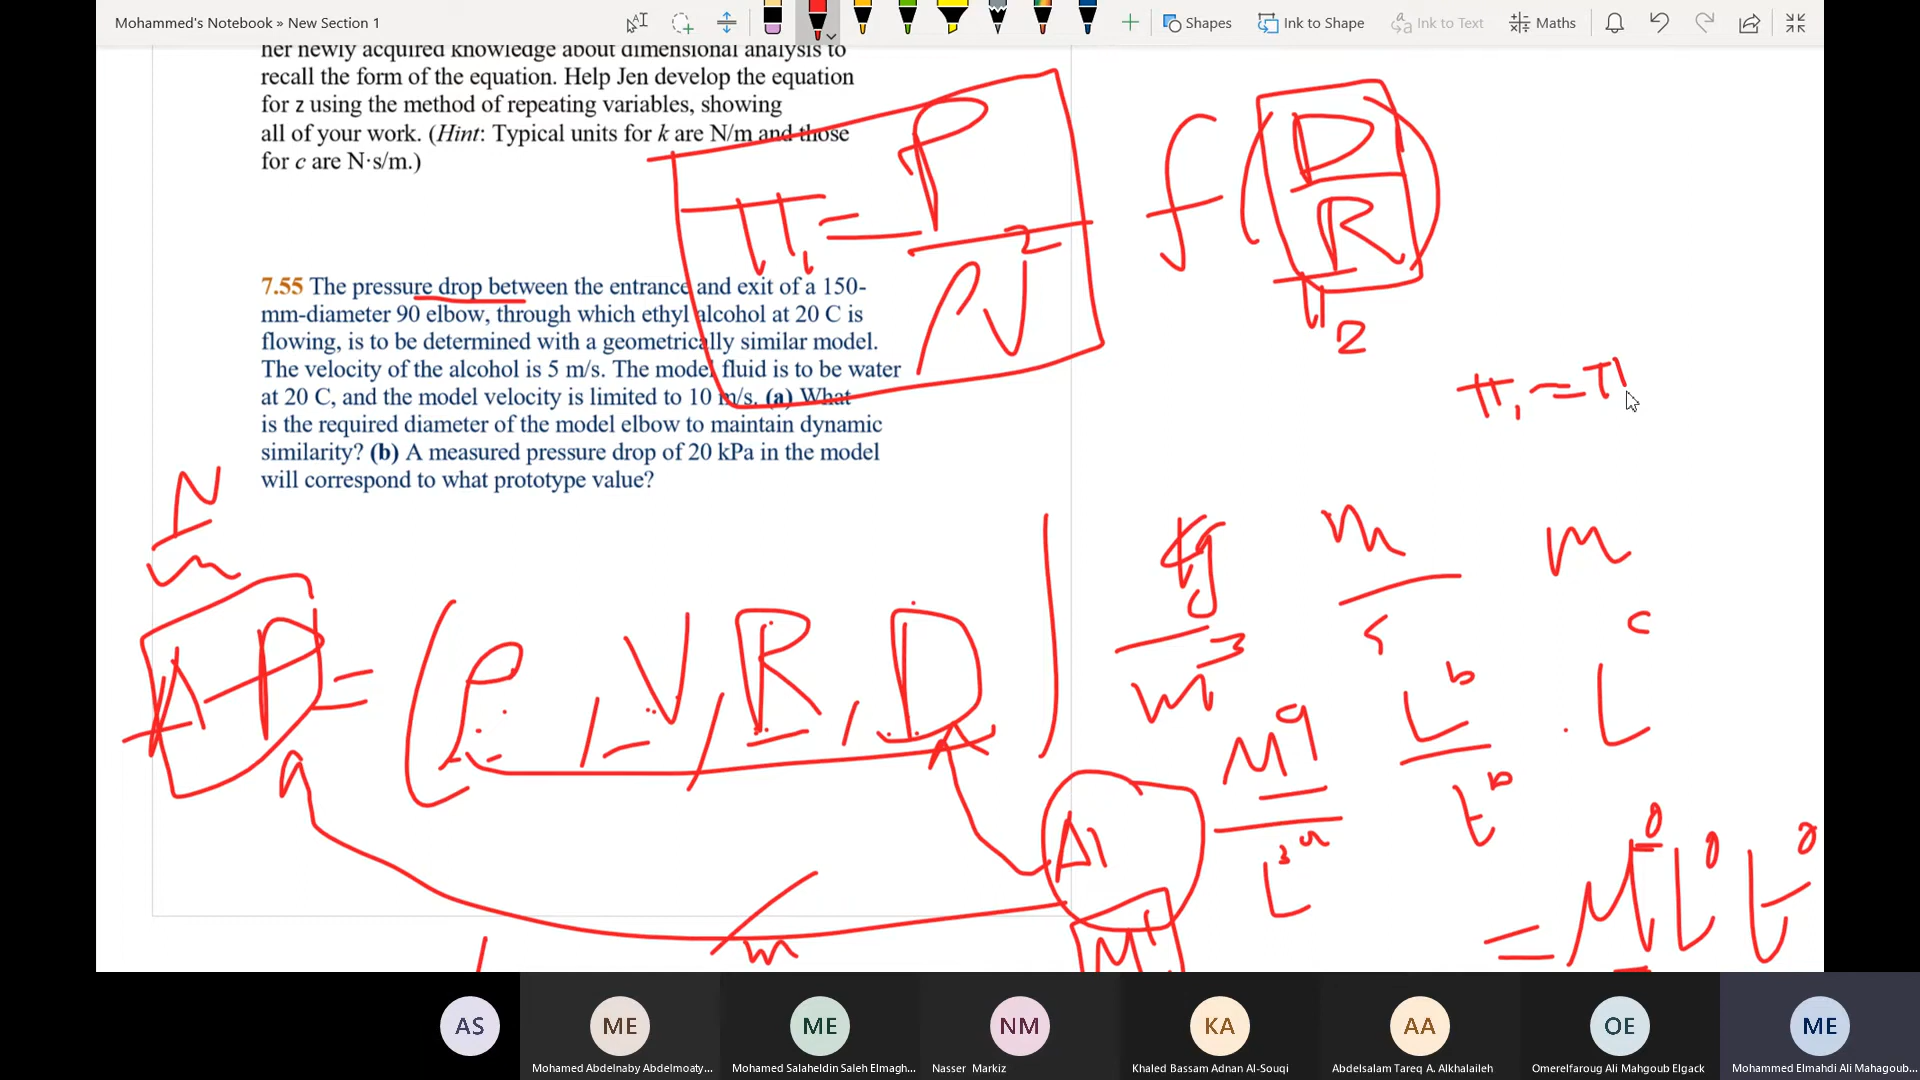 Mohammed's Notebook » New Section 1
Shapes
Ink to Shape
Ink to Text
Maths
her newly acquired knowledge about dimensional analysis to
recall the form of the equation. Help Jen develop the equation
for z using the method of repeating variables, showing
all of your work. (Hint: Typical units for k are N/m and those
for c are N·s/m.)
π₁ = P / ρV²
f(D/R)
π₂
π₁ = π
7.55 The pressure drop between the entrance and exit of a 150-
mm-diameter 90 elbow, through which ethyl alcohol at 20 C is
flowing, is to be determined with a geometrically similar model.
The velocity of the alcohol is 5 m/s. The model fluid is to be water
at 20 C, and the model velocity is limited to 10 m/s. (a) What
is the required diameter of the model elbow to maintain dynamic
similarity? (b) A measured pressure drop of 20 kPa in the model
will correspond to what prototype value?
N/m
kg/m³ m/s m
ΔP = (ρ, V, R, D)
c
Mᵃ/L³ᵃ Lᵇ/tᵇ . L
= M⁰ L⁰ t⁰
m
AS
ME
ME
NM
KA
AA
OE
ME
Mohamed Abdelnaby Abdelmoaty...
Mohamed Salaheldin Saleh Elmagh...
Nasser Markiz
Khaled Bassam Adnan Al-Souqi
Abdelsalam Tareq A. Alkhalaileh
Omerelfaroug Ali Mahgoub Elgack
Mohammed Elmahdi Ali Mahagoub...